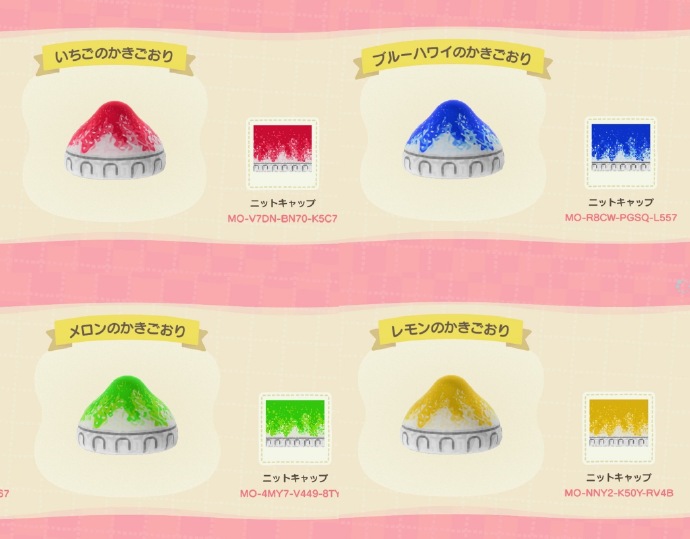 いちごのかきごおり
ニットキャップ
MO-V7DN-BN70-K5C7
ブルーハワイのかきごおり
ニットキャップ
MO-R8CW-PGSQ-L557
メロンのかきごおり
ニットキャップ
MO-4MY7-V449-8TY
レモンのかきごおり
ニットキャップ
MO-NNY2-K50Y-RV4B